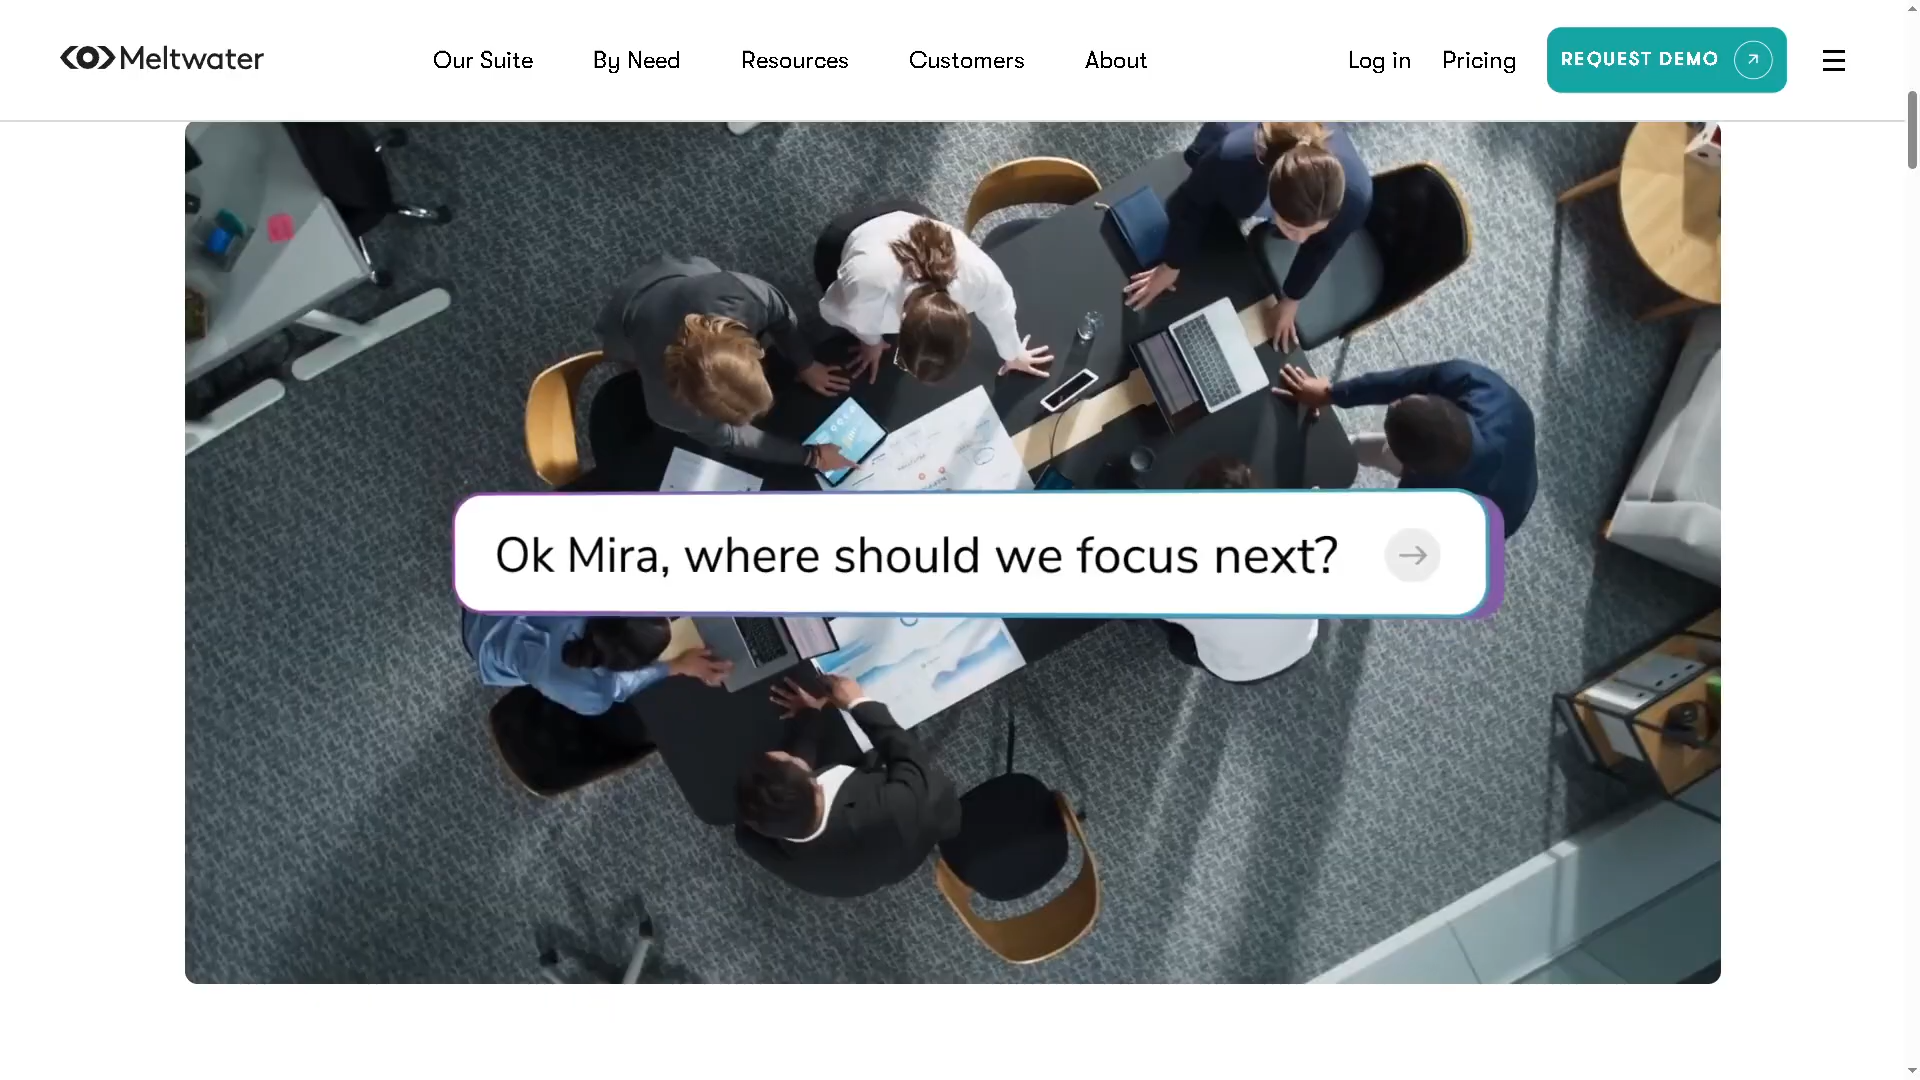 Meltwater
Our Suite
By Need
Resources
Customers
About
Log in
Pricing
REQUEST DEMO
Ok Mira, where should we focus next?